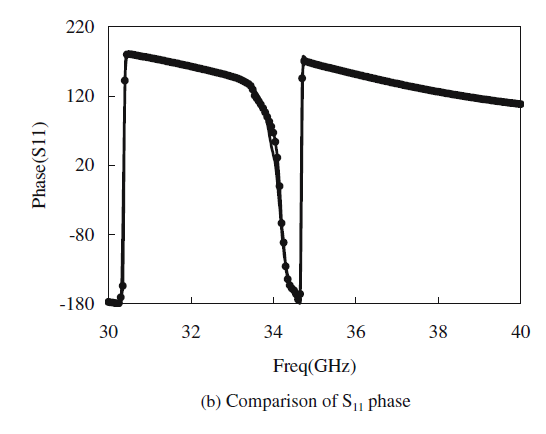 220
120
20
-80
-180
Phase(S11)
30 32 34 36 38 40
Freq(GHz)
(b) Comparison of S₁₁ phase